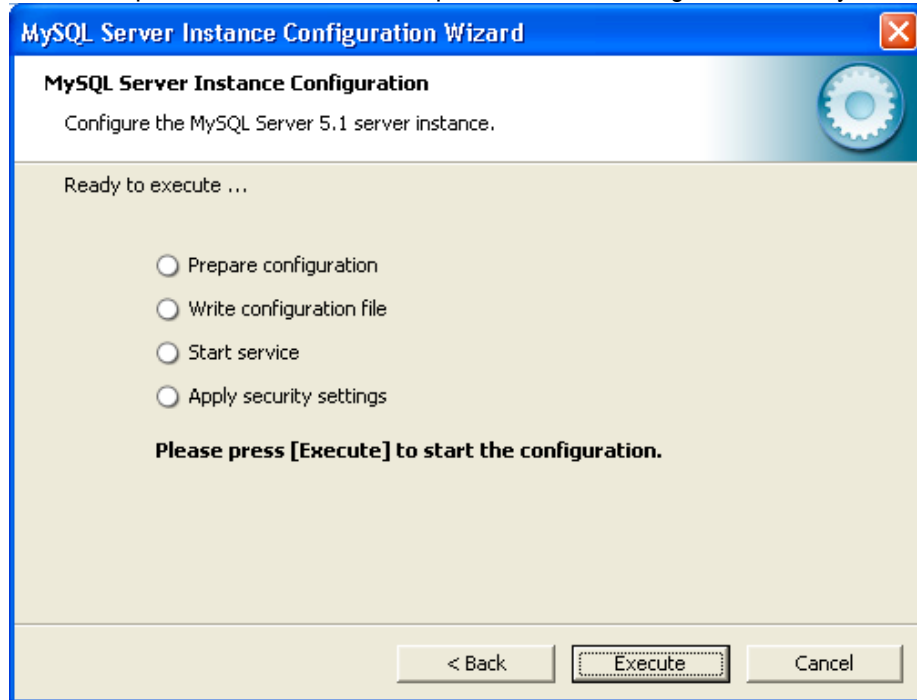 MySQL Server Instance Configuration Wizard
MySQL Server Instance Configuration
Configure the MySQL Server 5.1 server instance.
Ready to execute ...
Prepare configuration
Write configuration file
Start service
Apply security settings
Please press [Execute] to start the configuration.
< Back Execute Cancel